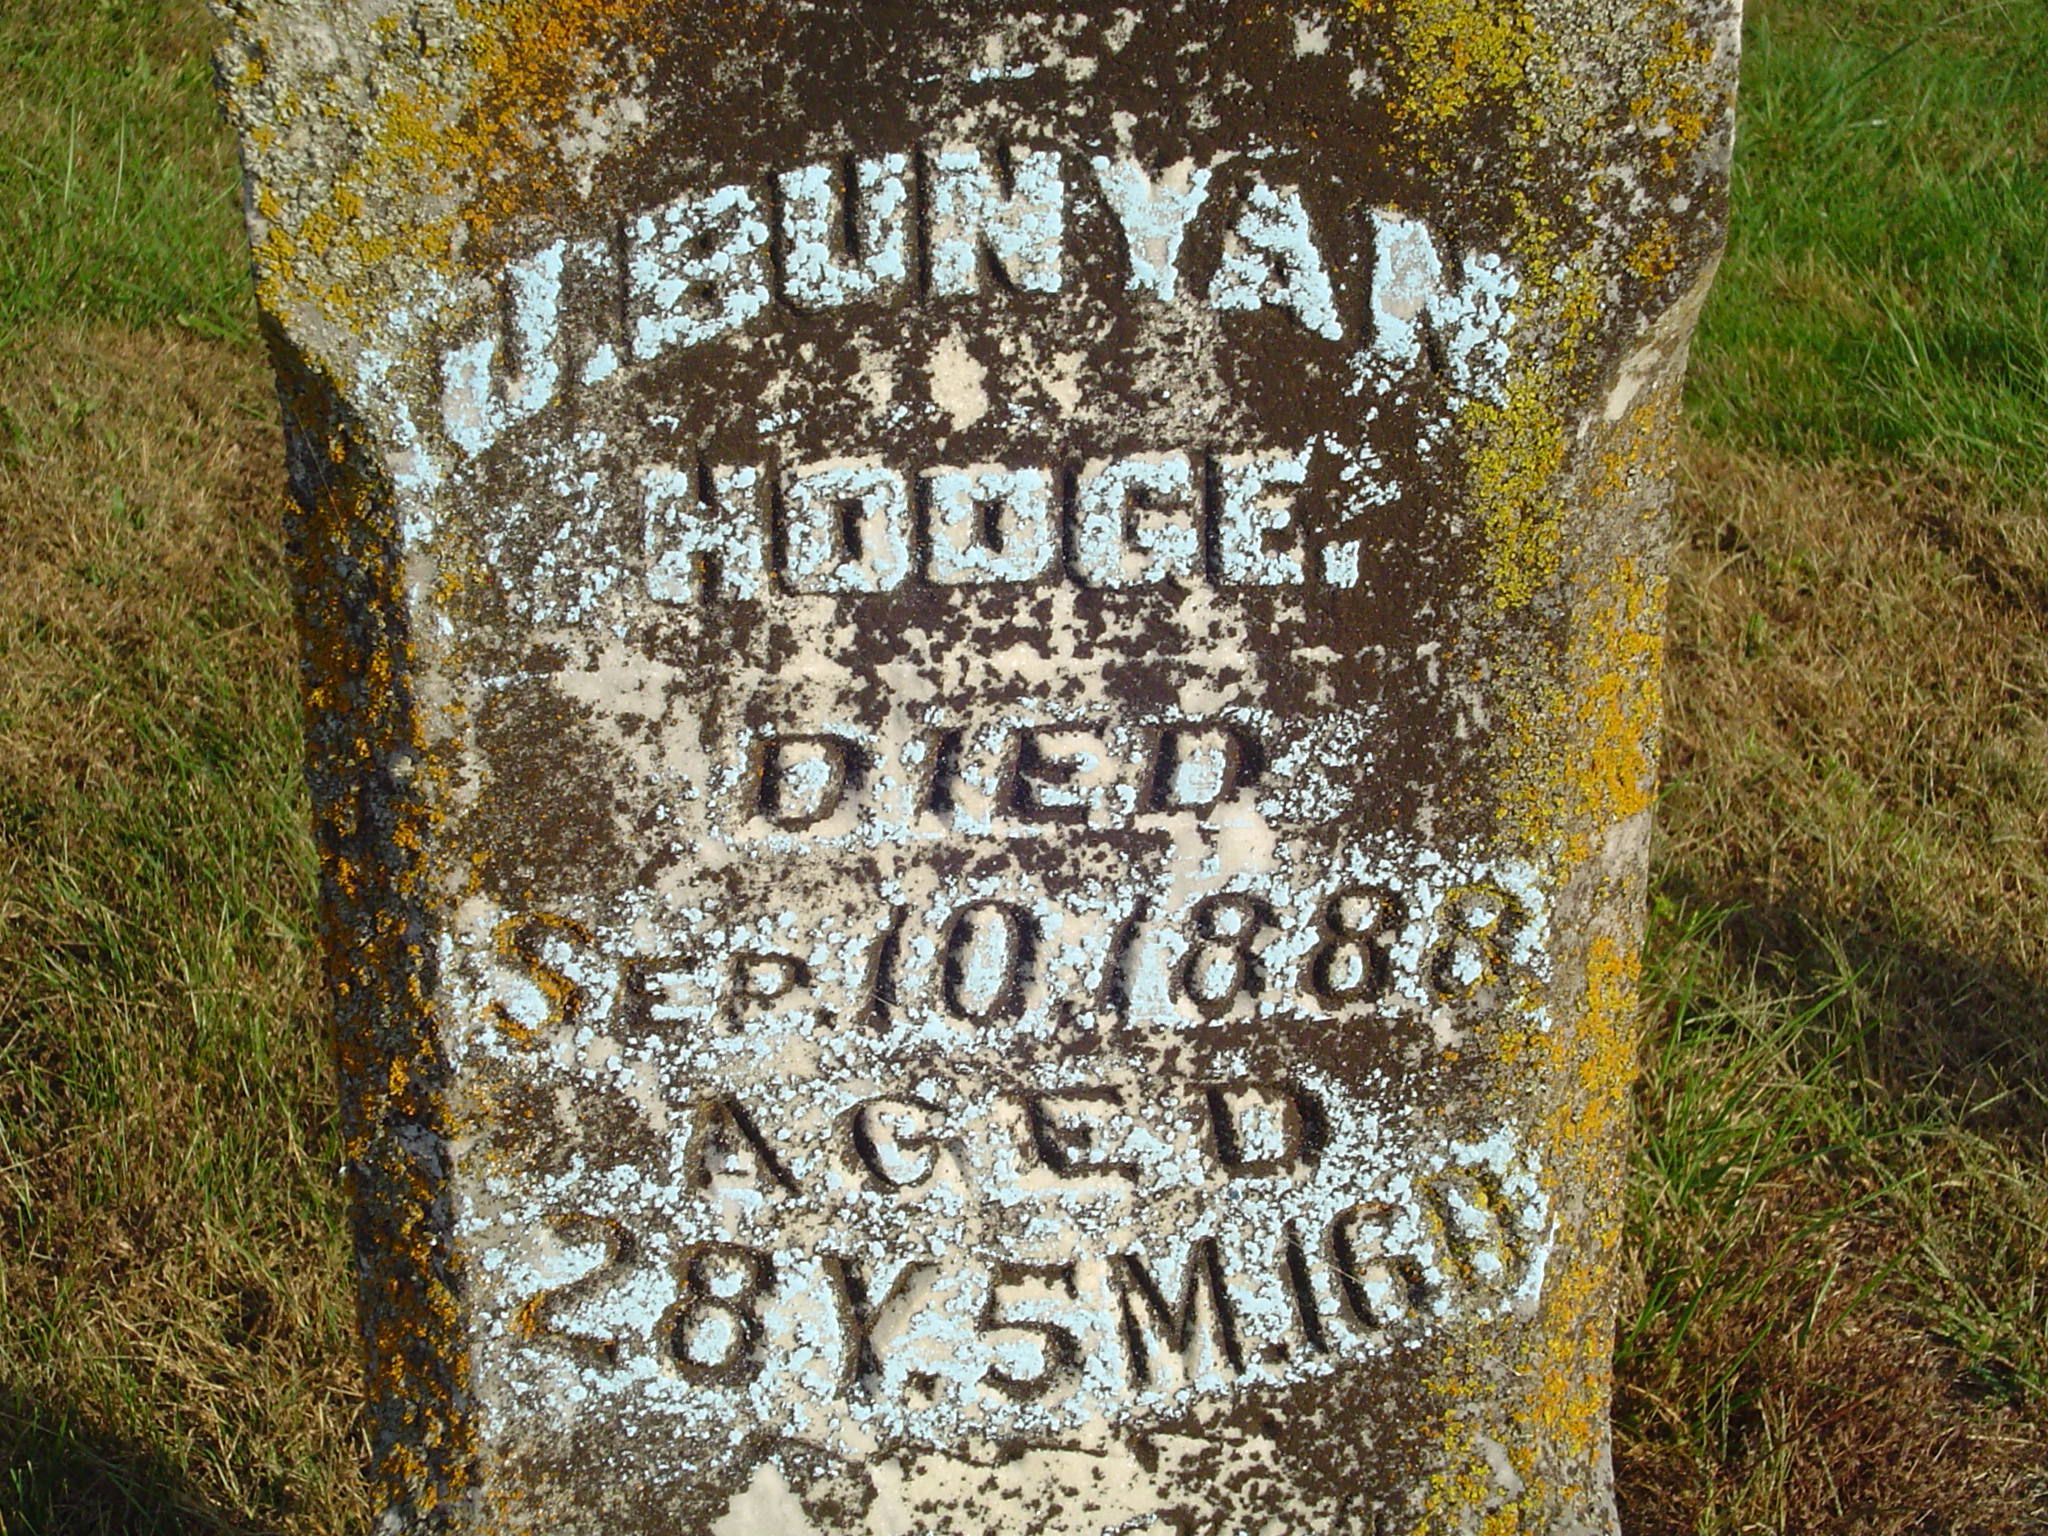 J. BUNYAN
HODGE.
DIED
SEP. 10, 1888
AGED
28 Y. 5 M. 16 D